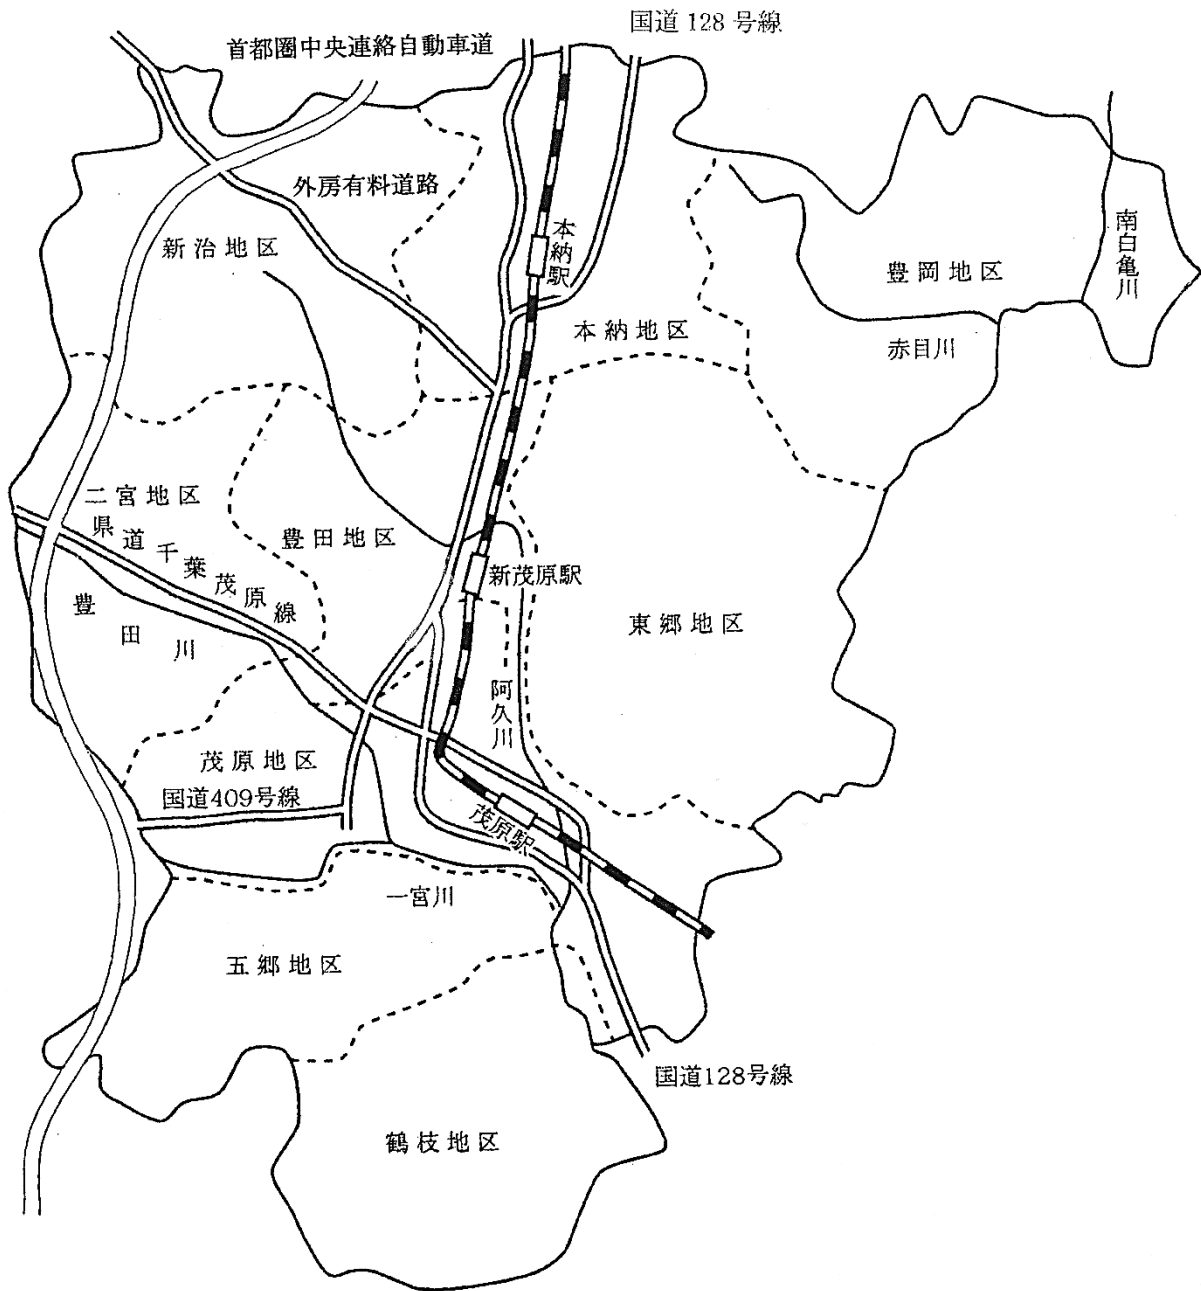 国道 128 号線
首都圏中央連絡自動車道
外房有料道路
新治地区
本納駅
南白亀川
豊岡地区
本納地区
赤目川
二宮地区
県道千葉茂原線
豊田地区
新茂原駅
豊田川
東郷地区
阿久川
茂原地区
国道409号線
茂原駅
一宮川
五郷地区
国道128号線
鶴枝地区